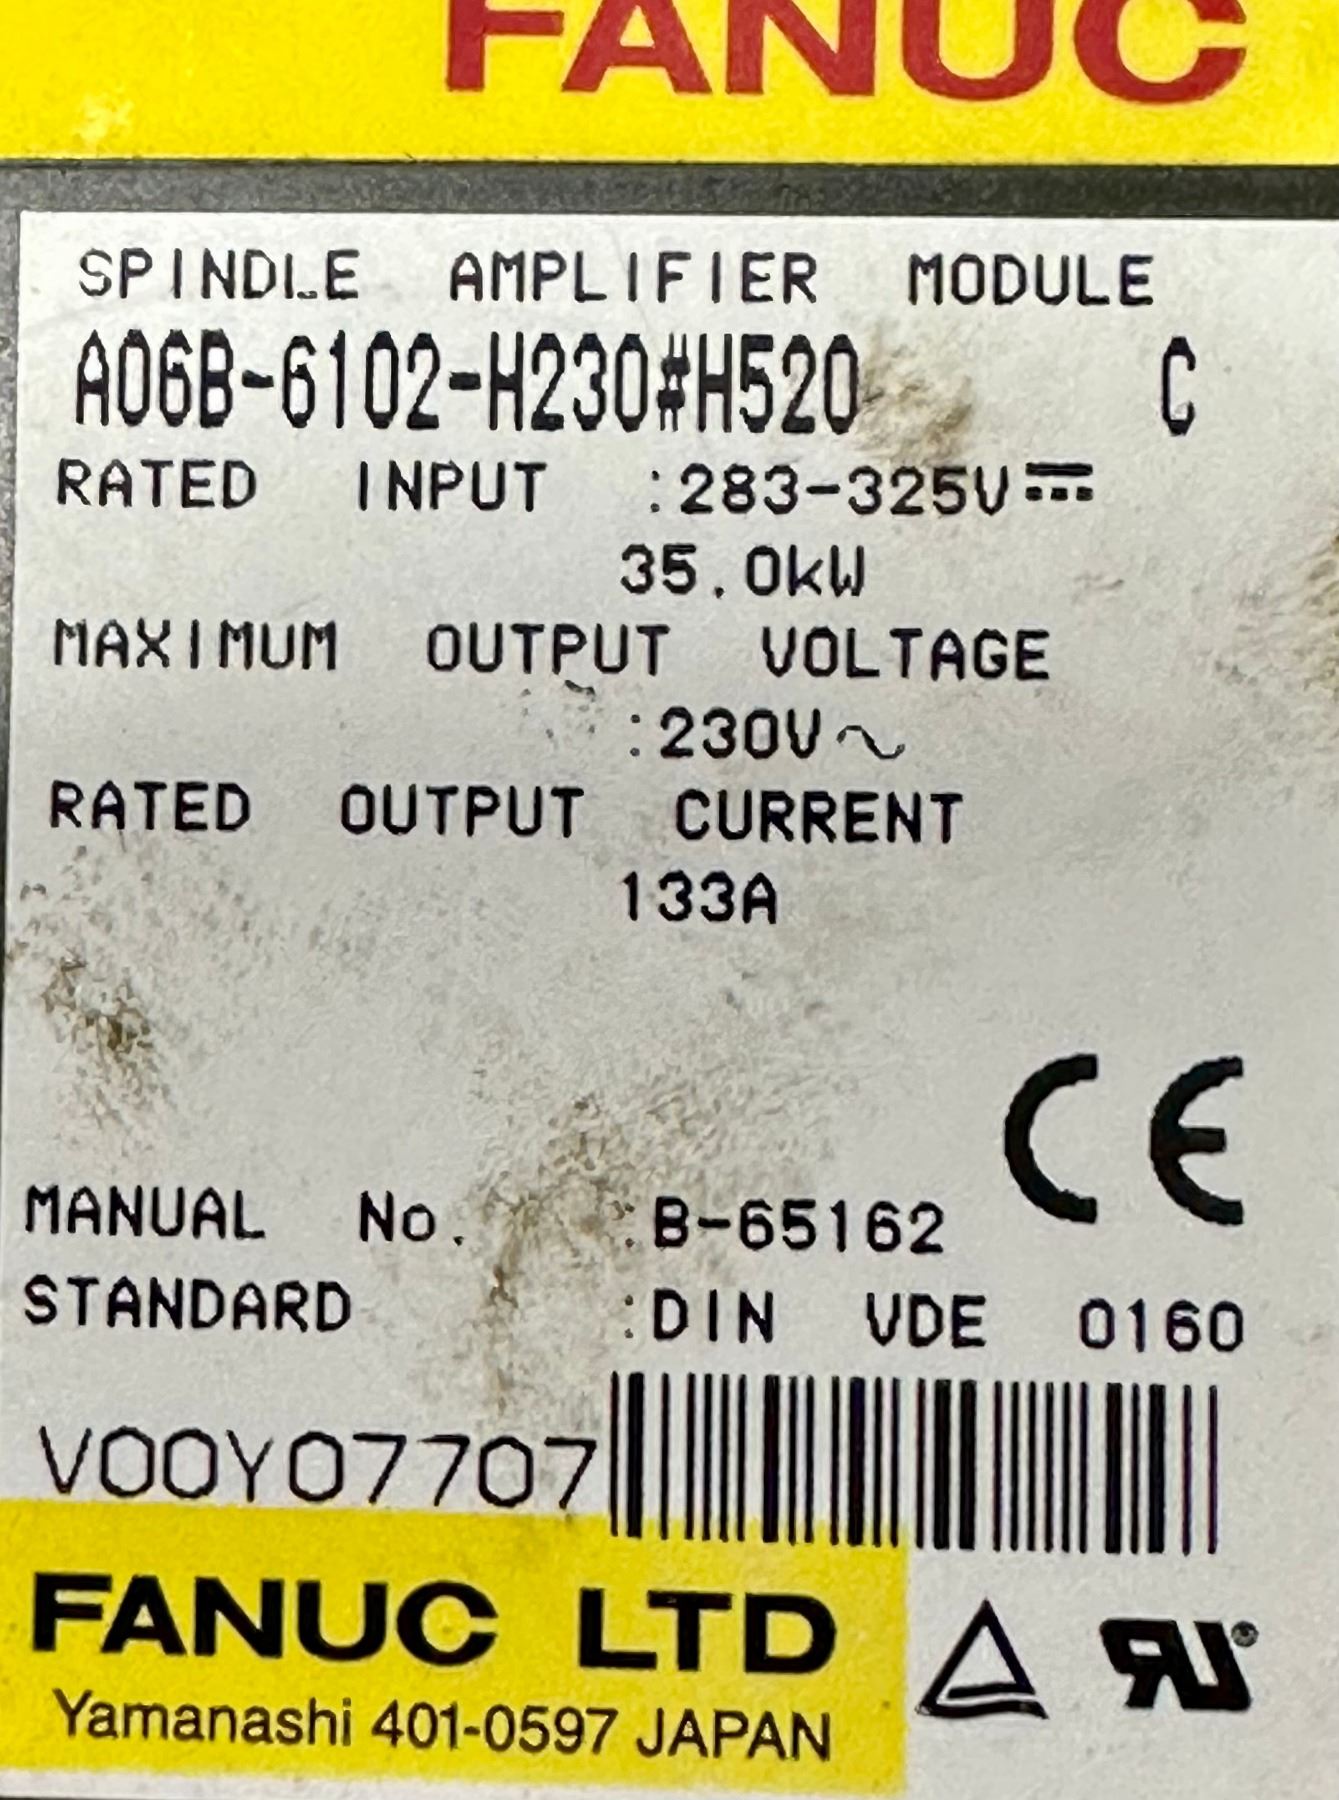 FANUC
SPINDLE AMPLIFIER MODULE
A06B-6102-H230#H520 C
RATED INPUT :283-325V⎓
35.0kW
MAXIMUM OUTPUT VOLTAGE
:230V~
RATED OUTPUT CURRENT
133A
CE
MANUAL No. :B-65162
STANDARD :DIN VDE 0160
V00Y07707
FANUC LTD
Yamanashi 401-0597 JAPAN